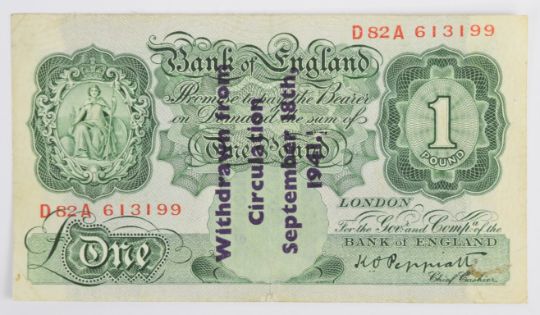 D82A 613199
Bank of England
Promise to pay the Bearer
on Demand the sum of
One Pound
1
POUND
LONDON
For the Gov.r and Comp.a of the
BANK OF ENGLAND
K O Peppiatt
Chief Cashier
D82A 613199
£One
Withdrawn from
Circulation
September 18th,
1941.